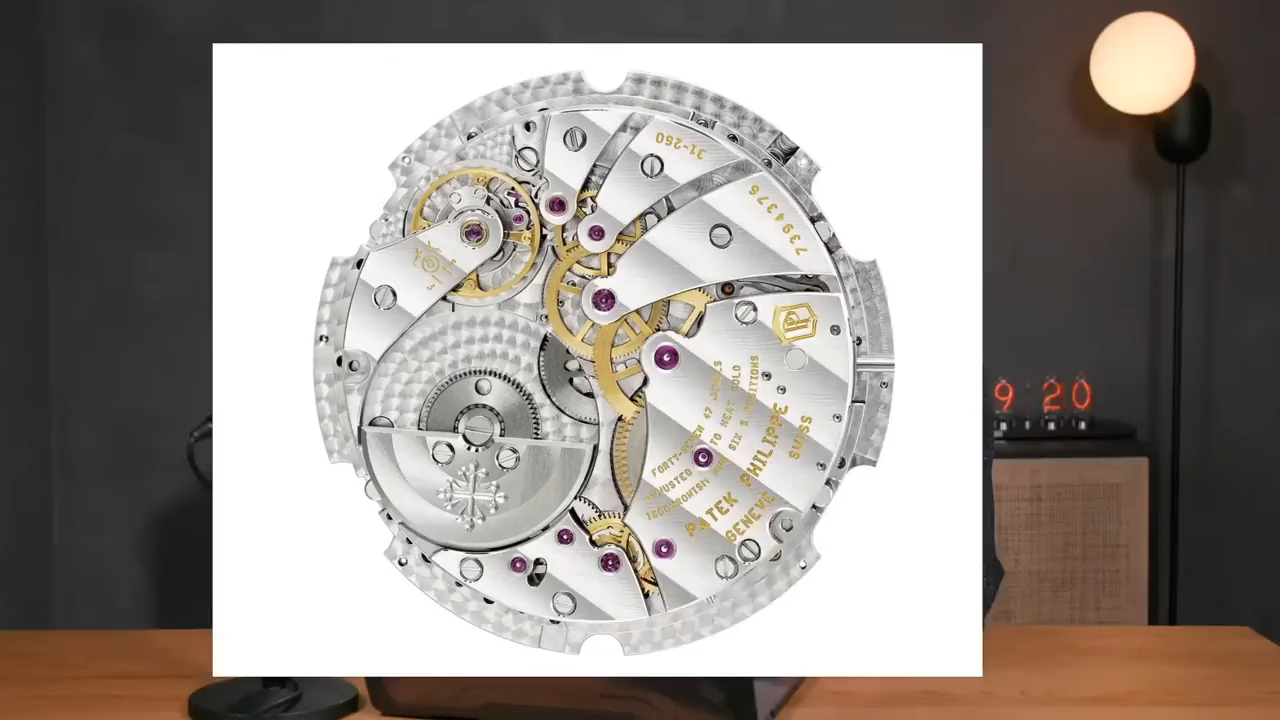 31-260
7394376
FORTY-SEVEN 47 JEWELS
ADJUSTED TO HEAT COLD
ISOCHRONISM AND SIX 5 POSITIONS
PATEK PHILIPPE
GENEVE SWISS
9:20